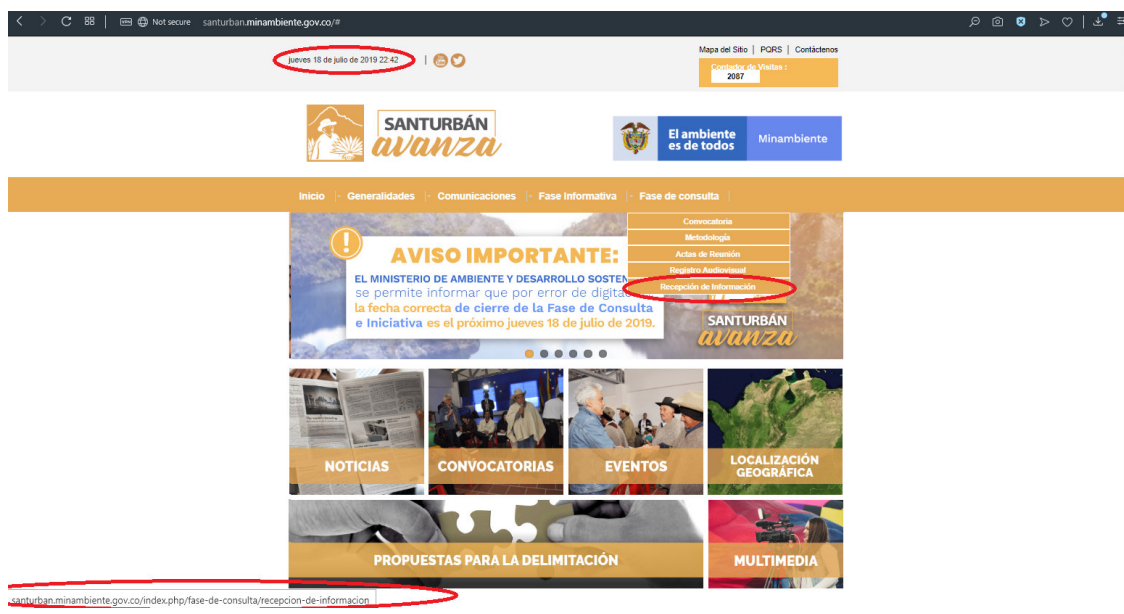 Not secure santurban.minambiente.gov.co/#
jueves 18 de julio de 2019 22:42
Mapa del Sitio | PQRS | Contáctenos
Contador de Visitas :
2087
SANTURBÁN
avanza
El ambiente
es de todos
Minambiente
Inicio Generalidades Comunicaciones Fase Informativa Fase de consulta
Convocatoria
Metodología
Actas de Reunión
Registro Audiovisual
Recepción de Información
AVISO IMPORTANTE:
EL MINISTERIO DE AMBIENTE Y DESARROLLO
se permite informar que por error de
la fecha correcta de cierre de la Fase de Consulta
e Iniciativa es el próximo jueves 18 de julio de 2019.
SANTURBÁN
avanza
NOTICIAS
CONVOCATORIAS
EVENTOS
LOCALIZACIÓN
GEOGRÁFICA
PROPUESTAS PARA LA DELIMITACIÓN
MULTIMEDIA
santurban.minambiente.gov.co/index.php/fase-de-consulta/recepcion-de-informacion